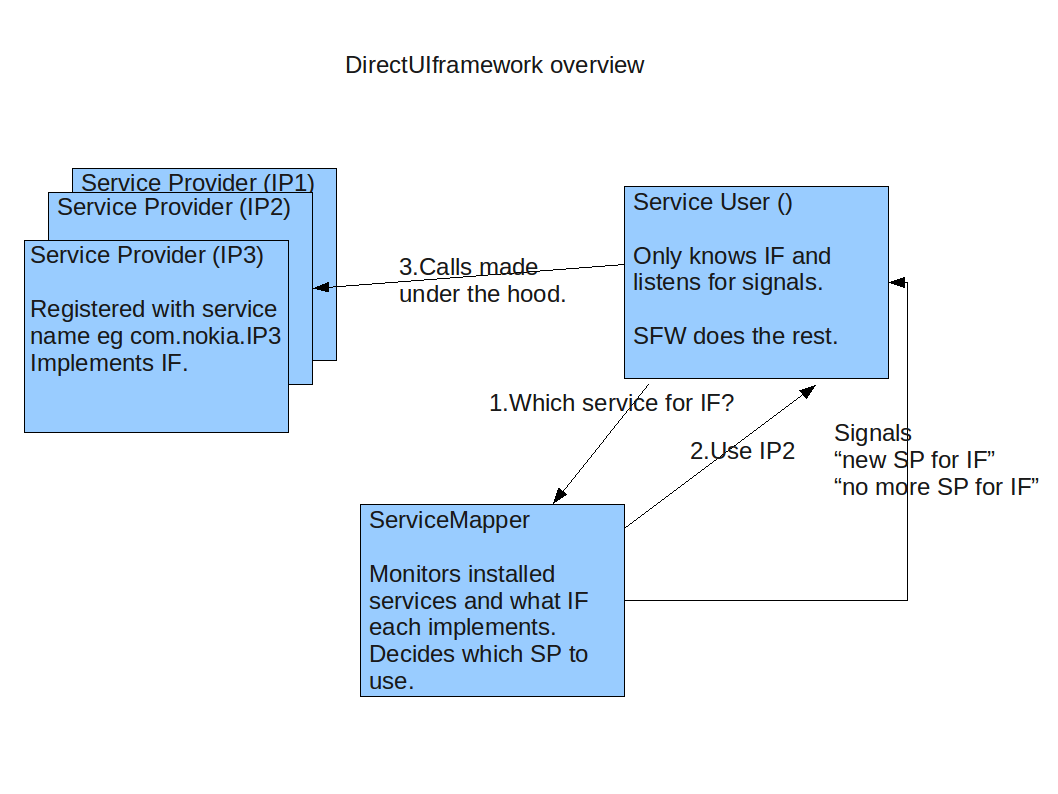 DirectUIframework overview
Service Provider (IP1)
Service Provider (IP2)
Service Provider (IP3)
Registered with service
name eg com.nokia.IP3
Implements IF.
3.Calls made
under the hood.
Service User ()
Only knows IF and
listens for signals.
SFW does the rest.
1.Which service for IF?
2.Use IP2
Signals
“new SP for IF”
“no more SP for IF”
ServiceMapper
Monitors installed
services and what IF
each implements.
Decides which SP to
use.